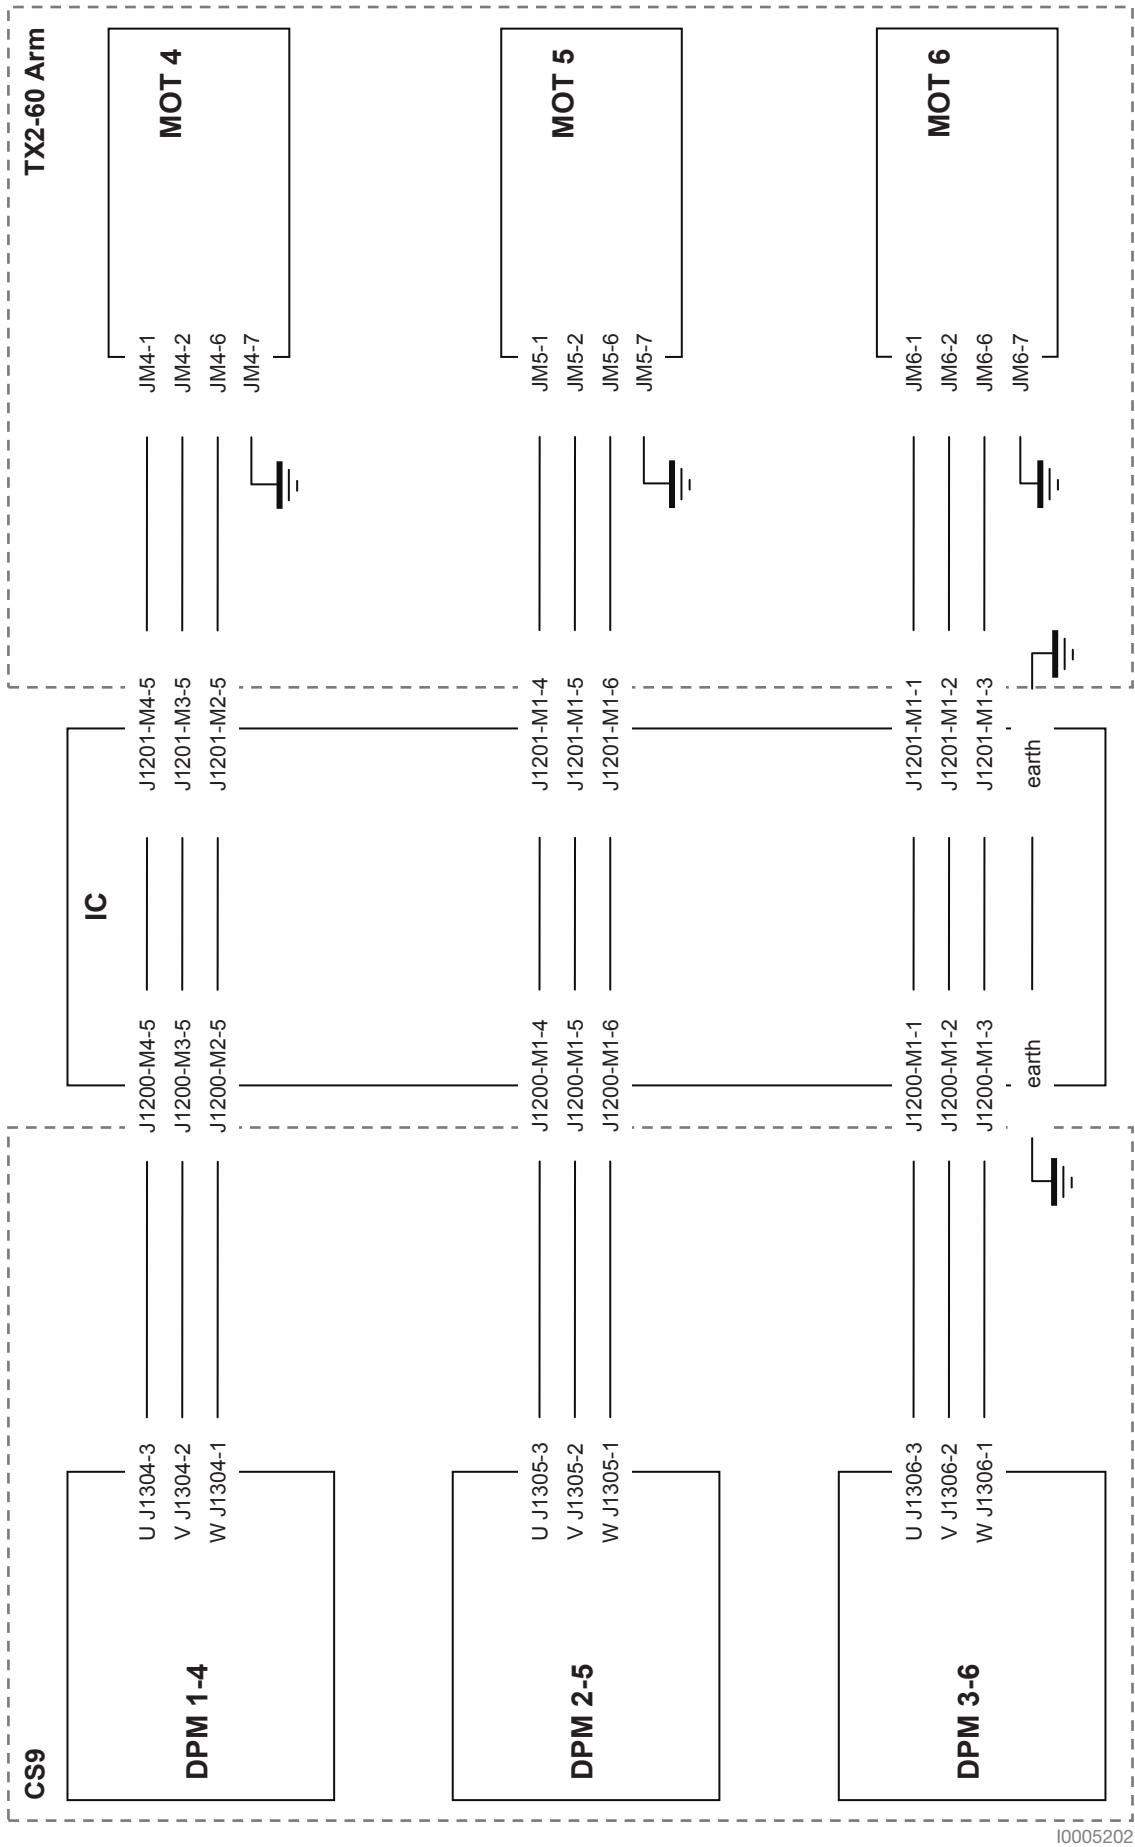 TX2-60 Arm
MOT 4
MOT 5
MOT 6
JM4-1
JM4-2
JM4-6
JM4-7
JM5-1
JM5-2
JM5-6
JM5-7
JM6-1
JM6-2
JM6-6
JM6-7
J1201-M4-5
J1201-M3-5
J1201-M2-5
J1201-M1-4
J1201-M1-5
J1201-M1-6
J1201-M1-1
J1201-M1-2
J1201-M1-3
earth
IC
J1200-M4-5
J1200-M3-5
J1200-M2-5
J1200-M1-4
J1200-M1-5
J1200-M1-6
J1200-M1-1
J1200-M1-2
J1200-M1-3
earth
U J1304-3
V J1304-2
W J1304-1
U J1305-3
V J1305-2
W J1305-1
U J1306-3
V J1306-2
W J1306-1
DPM 1-4
DPM 2-5
DPM 3-6
CS9
I0005202